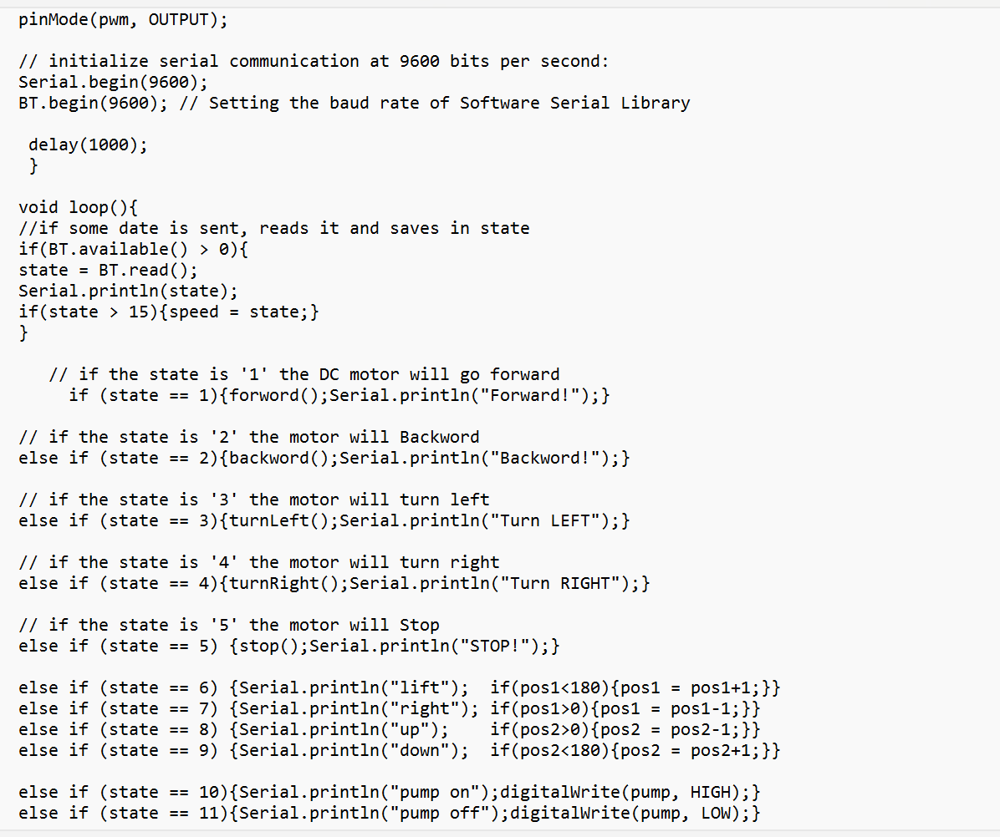 pinMode(pwm, OUTPUT);
// initialize serial communication at 9600 bits per second:
Serial.begin(9600);
BT.begin(9600); // Setting the baud rate of Software Serial Library
delay(1000);
}
void loop(){
//if some date is sent, reads it and saves in state
if(BT.available() > 0){
state = BT.read();
Serial.println(state);
if(state > 15){speed = state;}
}
// if the state is '1' the DC motor will go forward
if (state == 1){forword();Serial.println("Forward!");}
// if the state is '2' the motor will Backword
else if (state == 2){backword();Serial.println("Backword!");}
// if the state is '3' the motor will turn left
else if (state == 3){turnLeft();Serial.println("Turn LEFT");}
// if the state is '4' the motor will turn right
else if (state == 4){turnRight();Serial.println("Turn RIGHT");}
// if the state is '5' the motor will Stop
else if (state == 5) {stop();Serial.println("STOP!");}
else if (state == 6) {Serial.println("lift");  if(pos1<180){pos1 = pos1+1;}}
else if (state == 7) {Serial.println("right"); if(pos1>0){pos1 = pos1-1;}}
else if (state == 8) {Serial.println("up");    if(pos2>0){pos2 = pos2-1;}}
else if (state == 9) {Serial.println("down");  if(pos2<180){pos2 = pos2+1;}}
else if (state == 10){Serial.println("pump on");digitalWrite(pump, HIGH);}
else if (state == 11){Serial.println("pump off");digitalWrite(pump, LOW);}